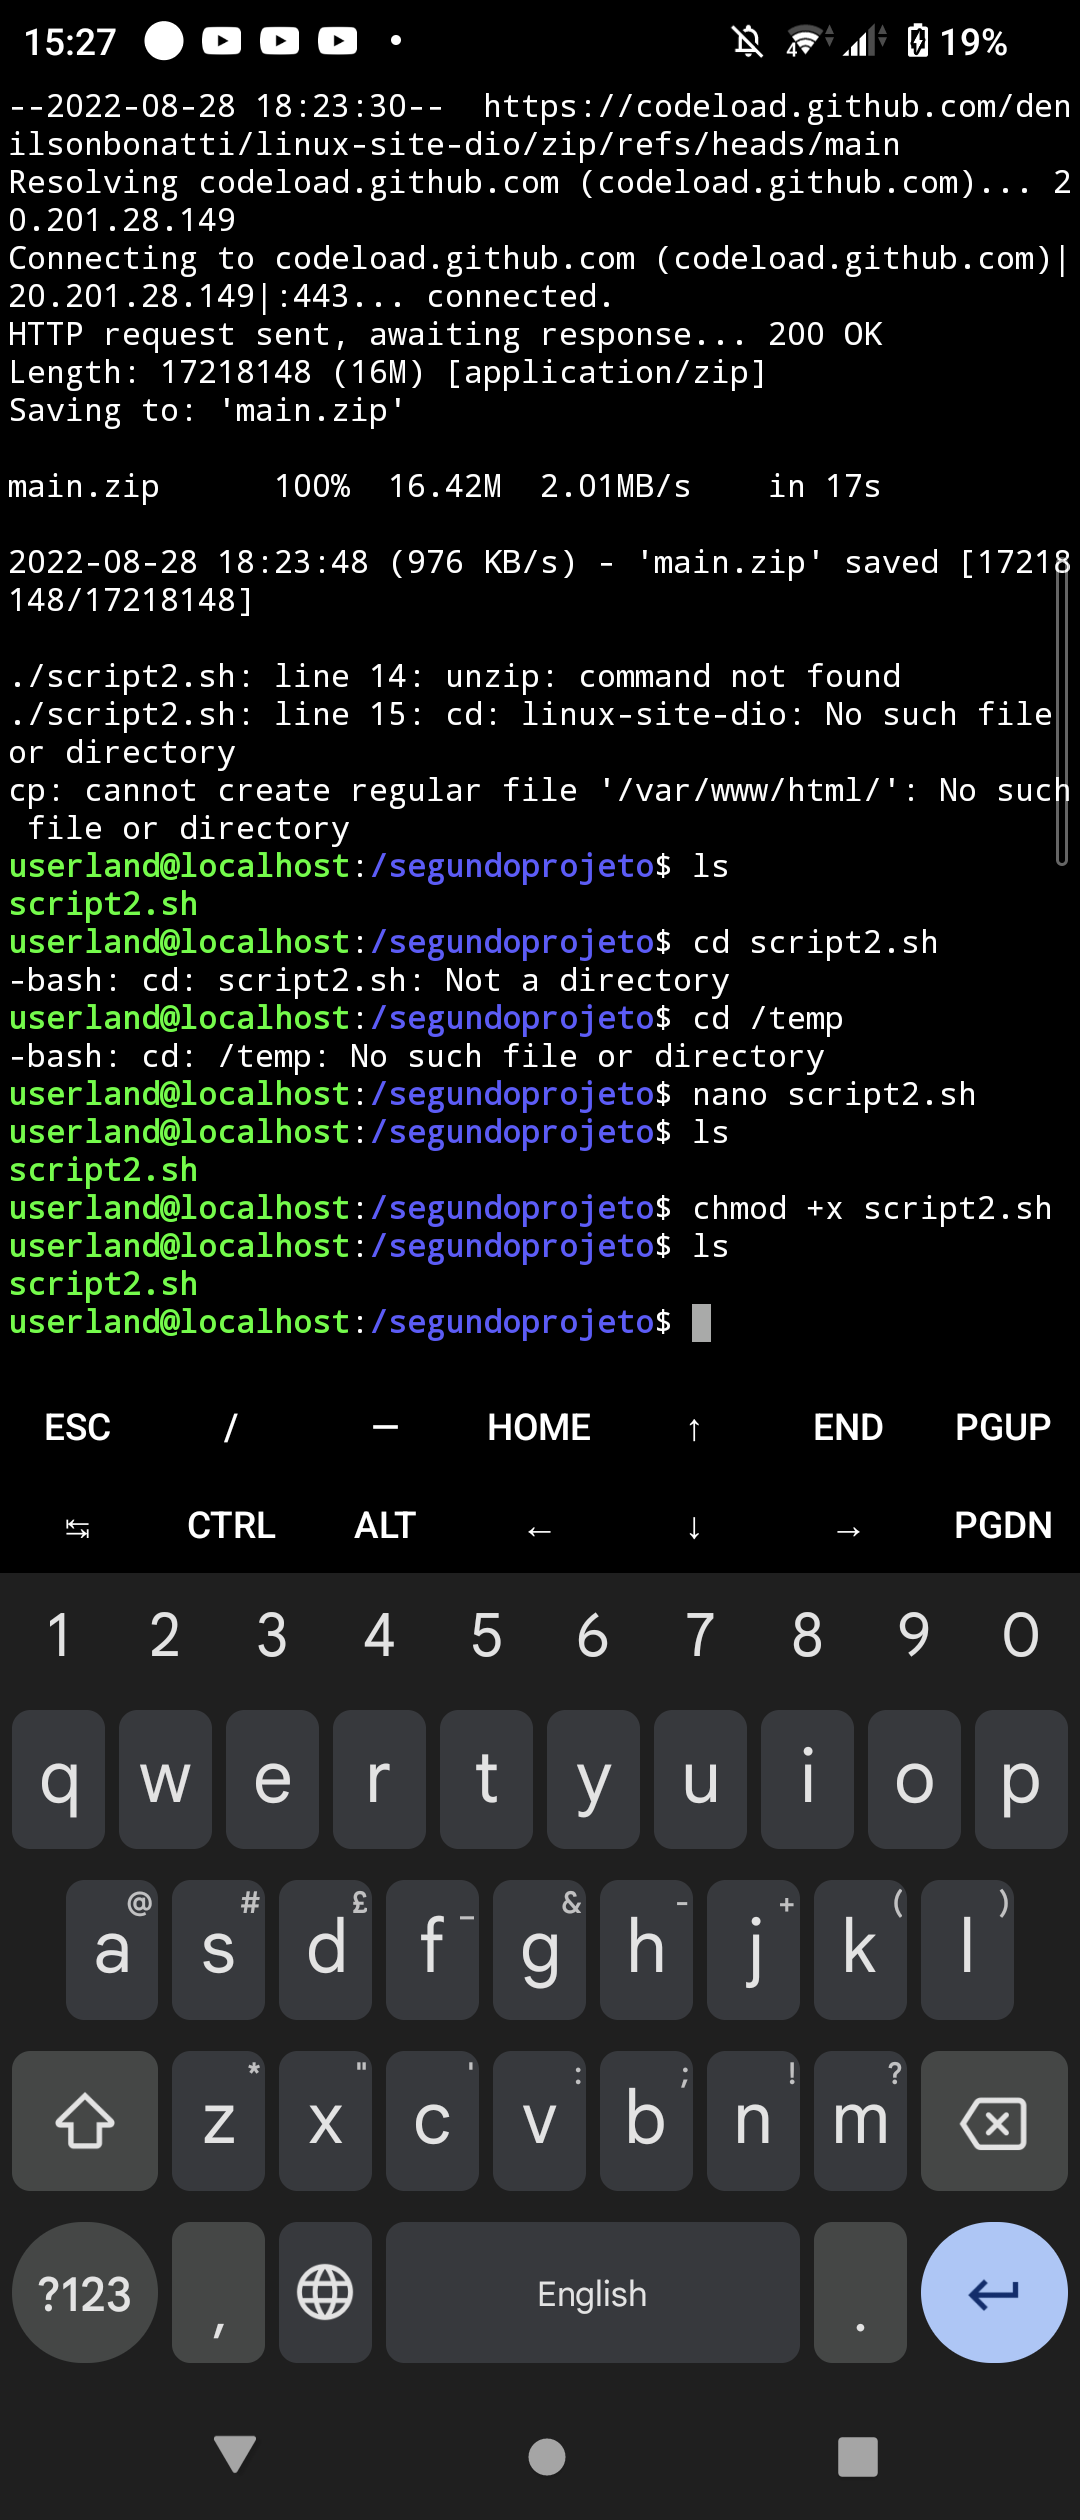 15:27 4 19%
--2022-08-28 18:23:30--  https://codeload.github.com/den
ilsonbonatti/linux-site-dio/zip/refs/heads/main
Resolving codeload.github.com (codeload.github.com)... 2
0.201.28.149
Connecting to codeload.github.com (codeload.github.com)|
20.201.28.149|:443... connected.
HTTP request sent, awaiting response... 200 OK
Length: 17218148 (16M) [application/zip]
Saving to: 'main.zip'
main.zip      100%  16.42M  2.01MB/s    in 17s
2022-08-28 18:23:48 (976 KB/s) - 'main.zip' saved [17218
148/17218148]
./script2.sh: line 14: unzip: command not found
./script2.sh: line 15: cd: linux-site-dio: No such file
or directory
cp: cannot create regular file '/var/www/html/': No such
 file or directory
userland@localhost:/segundoprojeto$ ls
script2.sh
userland@localhost:/segundoprojeto$ cd script2.sh
-bash: cd: script2.sh: Not a directory
userland@localhost:/segundoprojeto$ cd /temp
-bash: cd: /temp: No such file or directory
userland@localhost:/segundoprojeto$ nano script2.sh
userland@localhost:/segundoprojeto$ ls
script2.sh
userland@localhost:/segundoprojeto$ chmod +x script2.sh
userland@localhost:/segundoprojeto$ ls
script2.sh
userland@localhost:/segundoprojeto$
ESC / — HOME ↑ END PGUP
↹ CTRL ALT ← ↓ → PGDN
1 2 3 4 5 6 7 8 9 0
q w e r t y u i o p
@ # £ _ & - + ( )
a s d f g h j k l
* " ' : ; ! ?
z x c v b n m
?123 , English .